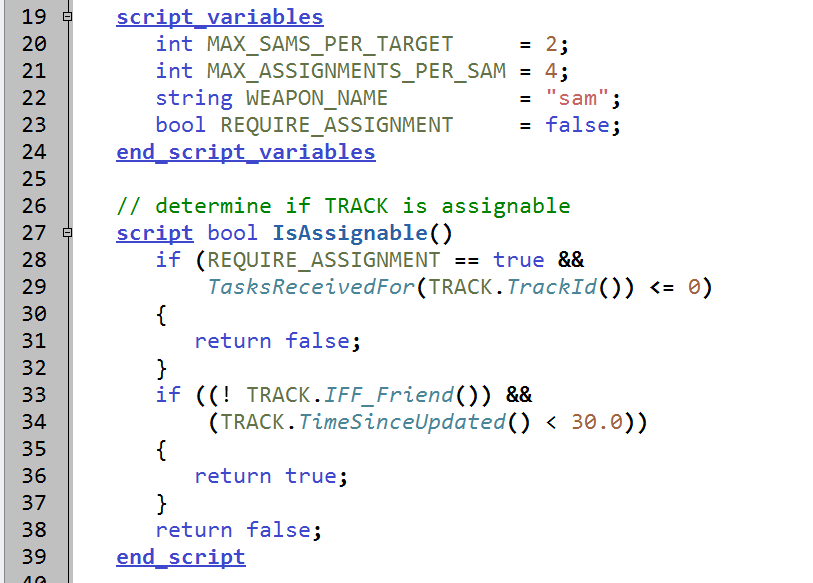 19 script_variables
20 int MAX_SAMS_PER_TARGET = 2;
21 int MAX_ASSIGNMENTS_PER_SAM = 4;
22 string WEAPON_NAME = "sam";
23 bool REQUIRE_ASSIGNMENT = false;
24 end_script_variables
25
26 // determine if TRACK is assignable
27 script bool IsAssignable()
28 if (REQUIRE_ASSIGNMENT == true &&
29 TasksReceivedFor(TRACK.TrackId()) <= 0)
30 {
31 return false;
32 }
33 if ((! TRACK.IFF_Friend()) &&
34 (TRACK.TimeSinceUpdated() < 30.0))
35 {
36 return true;
37 }
38 return false;
39 end_script
40